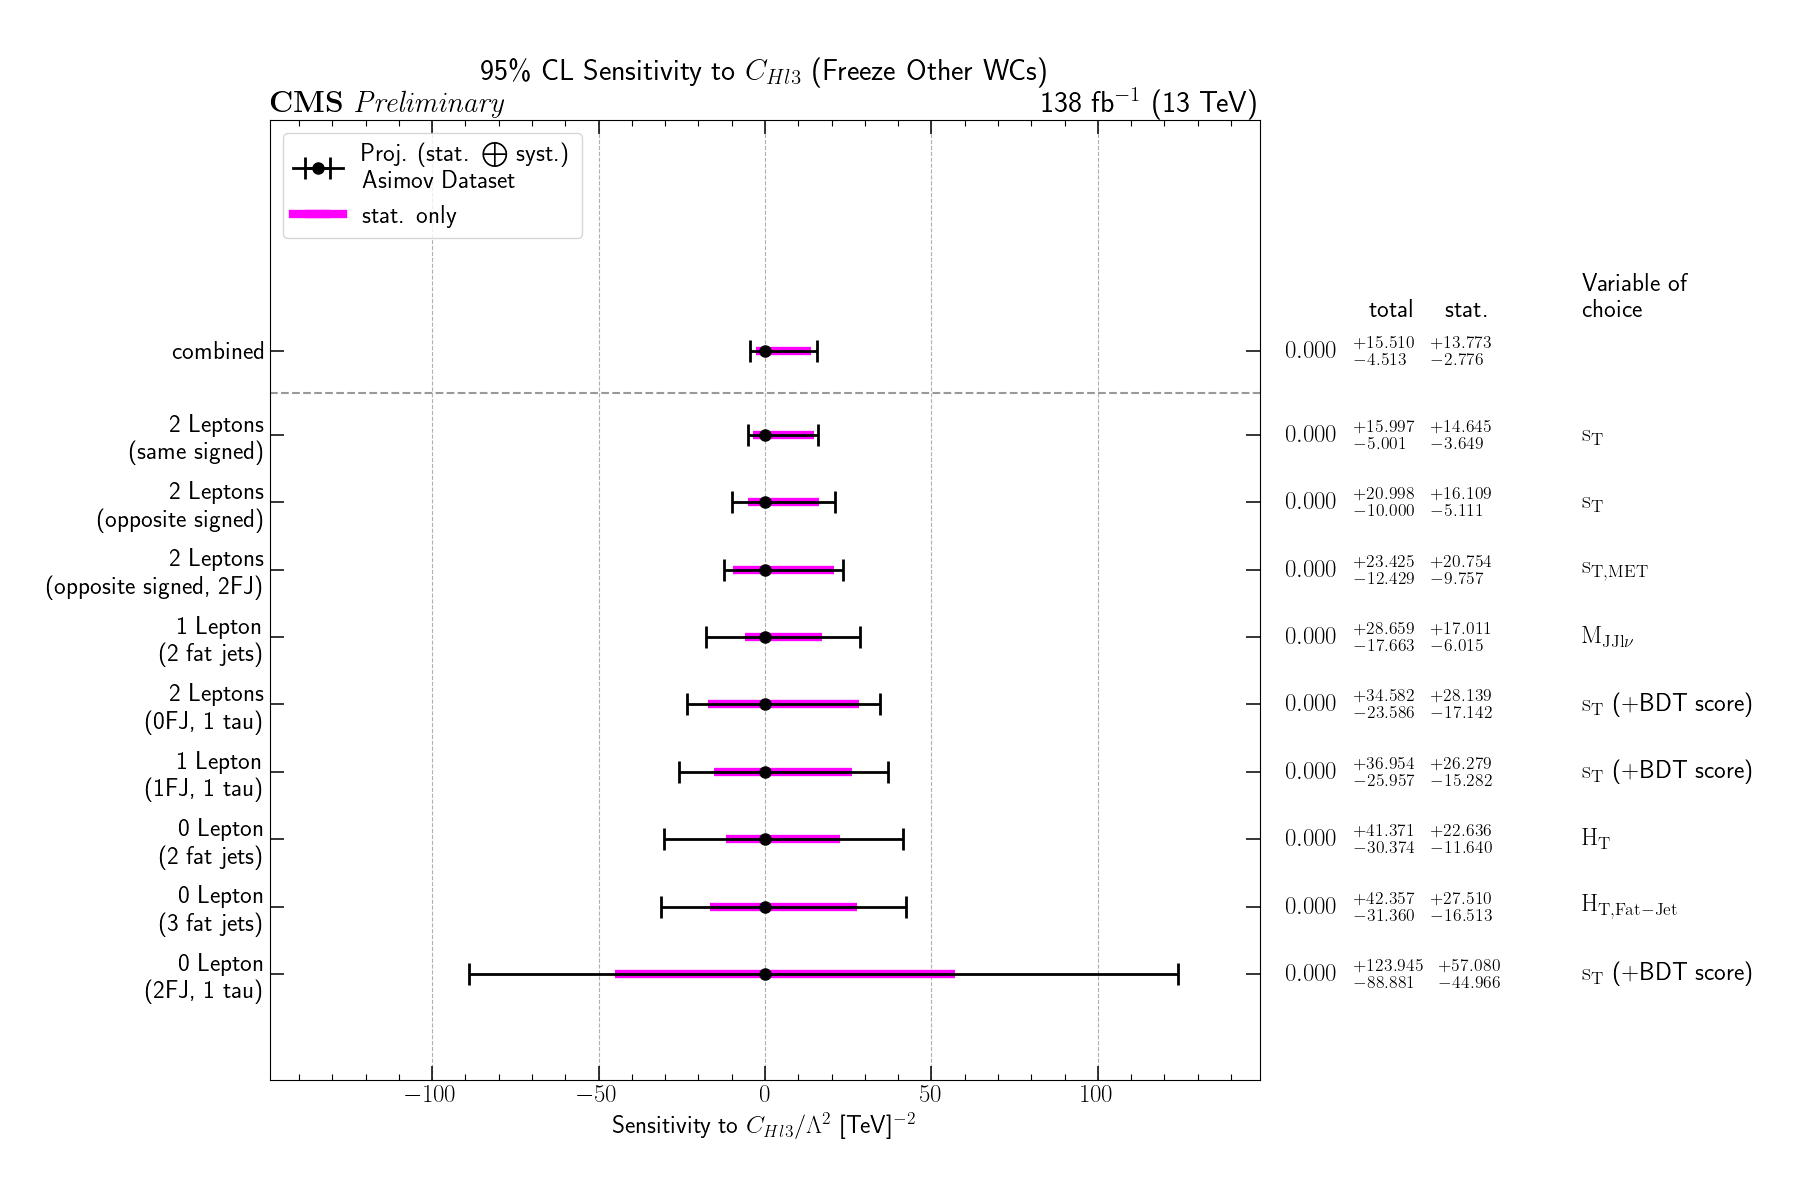 95% CL Sensitivity to C_{Hl3} (Freeze Other WCs)
CMS Preliminary
138 fb^{−1} (13 TeV)
Proj. (stat. ⨁ syst.)
Asimov Dataset
stat. only
Variable of
choice
total stat.
combined
0.000 +15.510 −4.513 +13.773 −2.776
2 Leptons
(same signed)
0.000 +15.997 −5.001 +14.645 −3.649 s_T
2 Leptons
(opposite signed)
0.000 +20.998 −10.000 +16.109 −5.111 s_T
2 Leptons
(opposite signed, 2FJ)
0.000 +23.425 −12.429 +20.754 −9.757 s_{T,MET}
1 Lepton
(2 fat jets)
0.000 +28.659 −17.663 +17.011 −6.015 M_{JJlν}
2 Leptons
(0FJ, 1 tau)
0.000 +34.582 −23.586 +28.139 −17.142 s_T (+BDT score)
1 Lepton
(1FJ, 1 tau)
0.000 +36.954 −25.957 +26.279 −15.282 s_T (+BDT score)
0 Lepton
(2 fat jets)
0.000 +41.371 −30.374 +22.636 −11.640 H_T
0 Lepton
(3 fat jets)
0.000 +42.357 −31.360 +27.510 −16.513 H_{T,Fat−Jet}
0 Lepton
(2FJ, 1 tau)
0.000 +123.945 −88.881 +57.080 −44.966 s_T (+BDT score)
−100 −50 0 50 100
Sensitivity to C_{Hl3}/Λ^2 [TeV]^{−2}